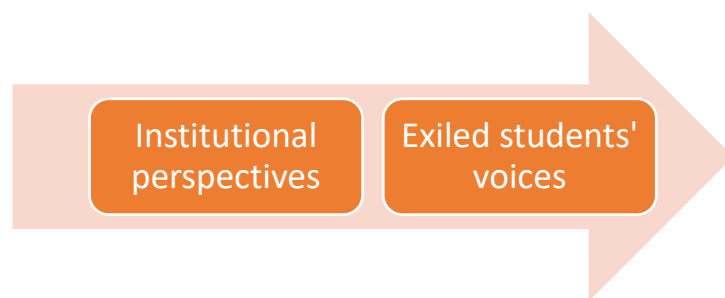 Institutional
perspectives
Exiled students'
voices